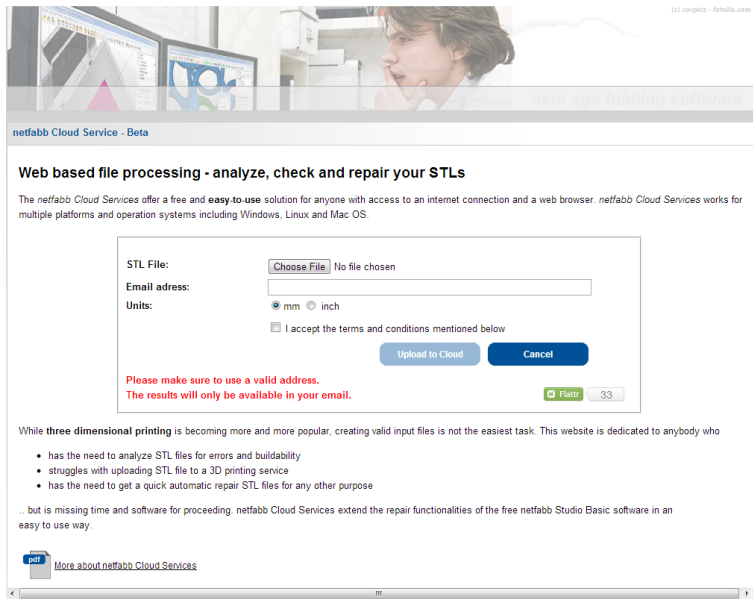 (c) corpics - fotolia.com
new age fabbing software
netfabb Cloud Service - Beta
Web based file processing - analyze, check and repair your STLs
The netfabb Cloud Services offer a free and easy-to-use solution for anyone with access to an internet connection and a web browser. netfabb Cloud Services works for
multiple platforms and operation systems including Windows, Linux and Mac OS.
STL File:
Choose File No file chosen
Email adress:
Units:
mm inch
I accept the terms and conditions mentioned below
Upload to Cloud Cancel
Please make sure to use a valid address.
The results will only be available in your email.
Flattr 33
While three dimensional printing is becoming more and more popular, creating valid input files is not the easiest task. This website is dedicated to anybody who
has the need to analyze STL files for errors and buildability
struggles with uploading STL file to a 3D printing service
has the need to get a quick automatic repair STL files for any other purpose
.. but is missing time and software for proceeding. netfabb Cloud Services extend the repair functionalities of the free netfabb Studio Basic software in an
easy to use way.
pdf
More about netfabb Cloud Services